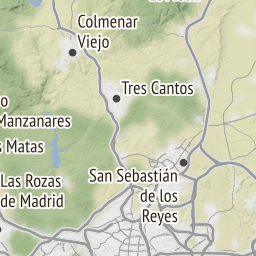 Colmenar
Viejo
Tres Cantos
Manzanares
Matas
San Sebastián
de los
Reyes
Las Rozas
de Madrid